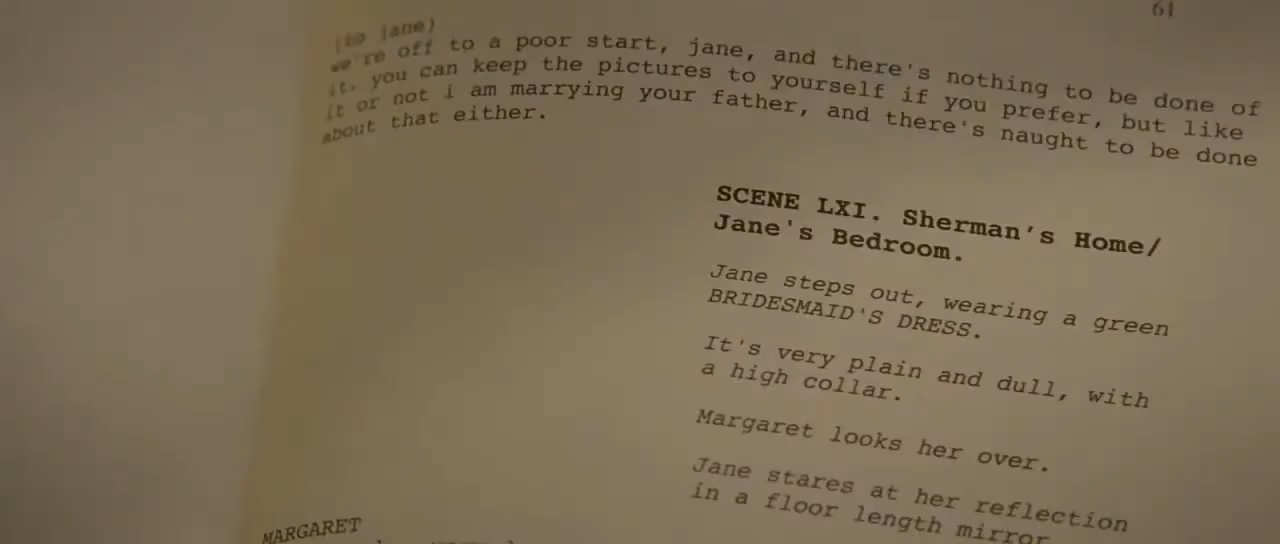 61
(to jane)
we're off to a poor start, jane, and there's nothing to be done of
it, you can keep the pictures to yourself if you prefer, but like
it or not i am marrying your father, and there's naught to be done
about that either.
SCENE LXI. Sherman's Home/
Jane's Bedroom.
Jane steps out, wearing a green
BRIDESMAID'S DRESS.
It's very plain and dull, with
a high collar.
Margaret looks her over.
Jane stares at her reflection
in a floor length mirror
MARGARET